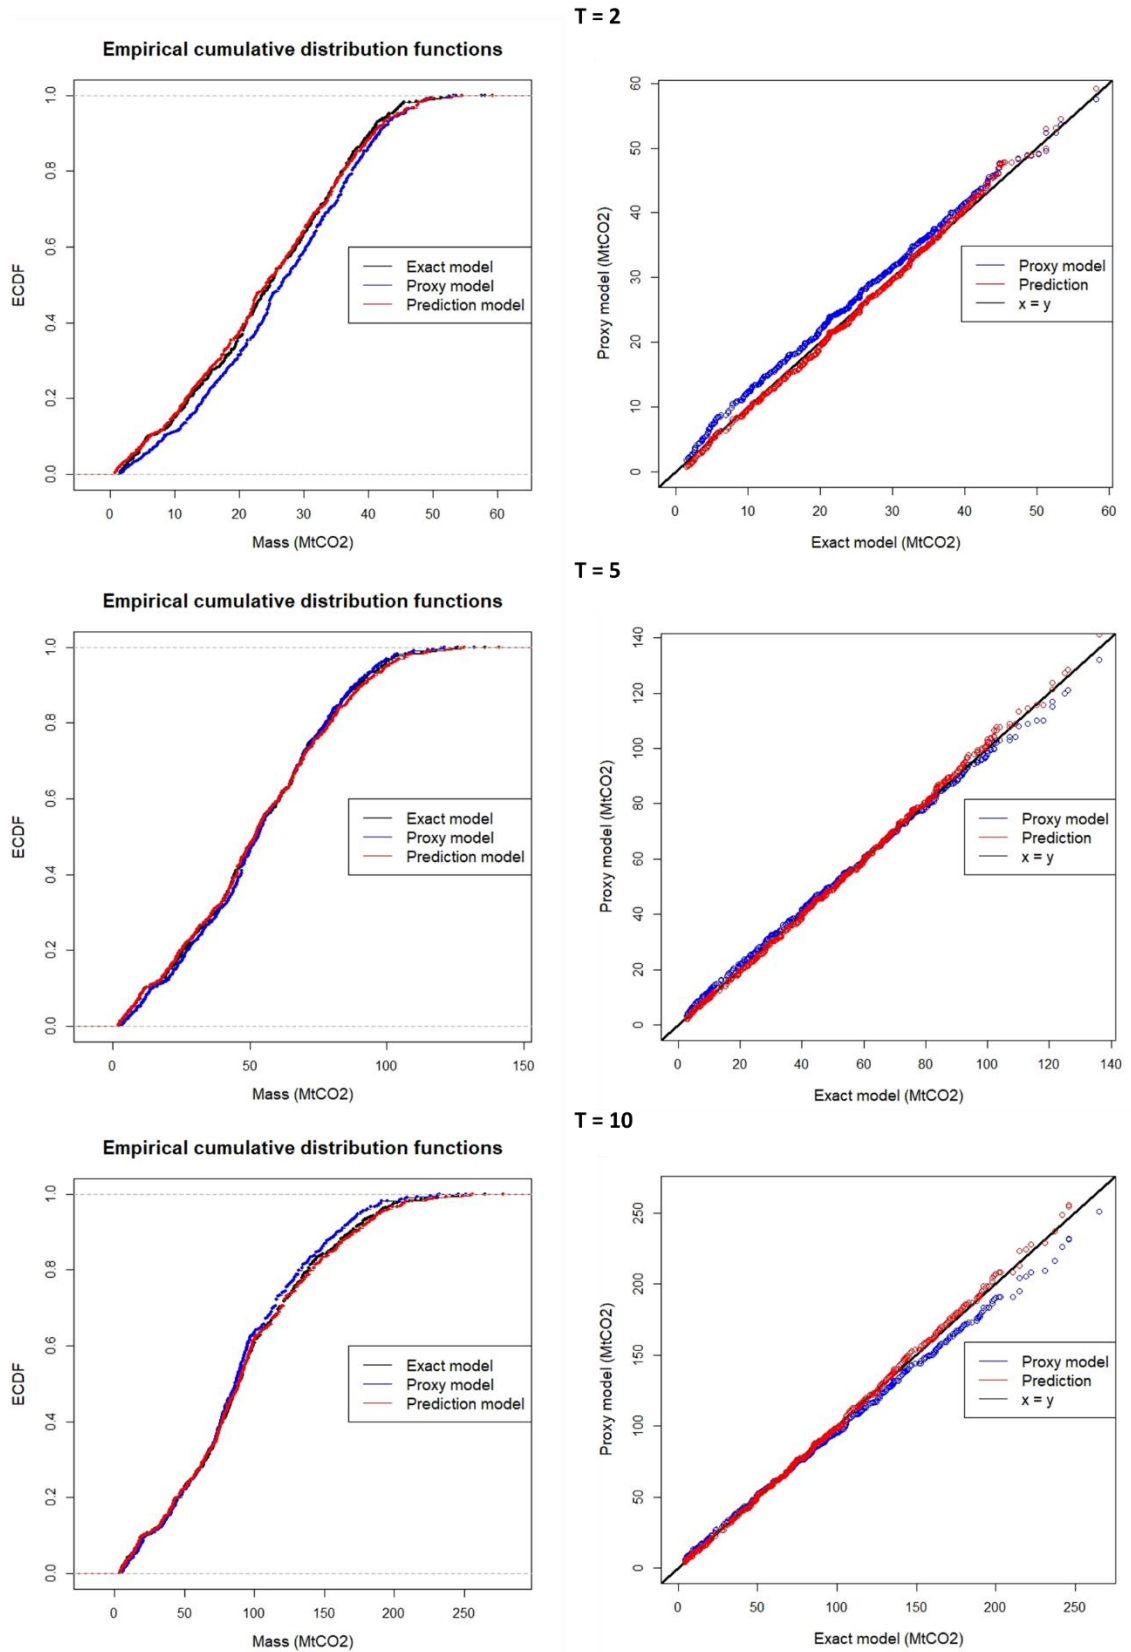 T = 2
Empirical cumulative distribution functions
ECDF
1.0
0.8
0.6
0.4
0.2
0.0
Exact model
Proxy model
Prediction model
0 10 20 30 40 50 60
Mass (MtCO2)
Proxy model (MtCO2)
60
50
40
30
20
10
0
Proxy model
Prediction
x = y
0 10 20 30 40 50 60
Exact model (MtCO2)
T = 5
Empirical cumulative distribution functions
ECDF
1.0
0.8
0.6
0.4
0.2
0.0
Exact model
Proxy model
Prediction model
0 50 100 150
Mass (MtCO2)
Proxy model (MtCO2)
140
120
100
80
60
40
20
0
Proxy model
Prediction
x = y
0 20 40 60 80 100 120 140
Exact model (MtCO2)
T = 10
Empirical cumulative distribution functions
ECDF
1.0
0.8
0.6
0.4
0.2
0.0
Exact model
Proxy model
Prediction model
0 50 100 150 200 250
Mass (MtCO2)
Proxy model (MtCO2)
250
200
150
100
50
0
Proxy model
Prediction
x = y
0 50 100 150 200 250
Exact model (MtCO2)